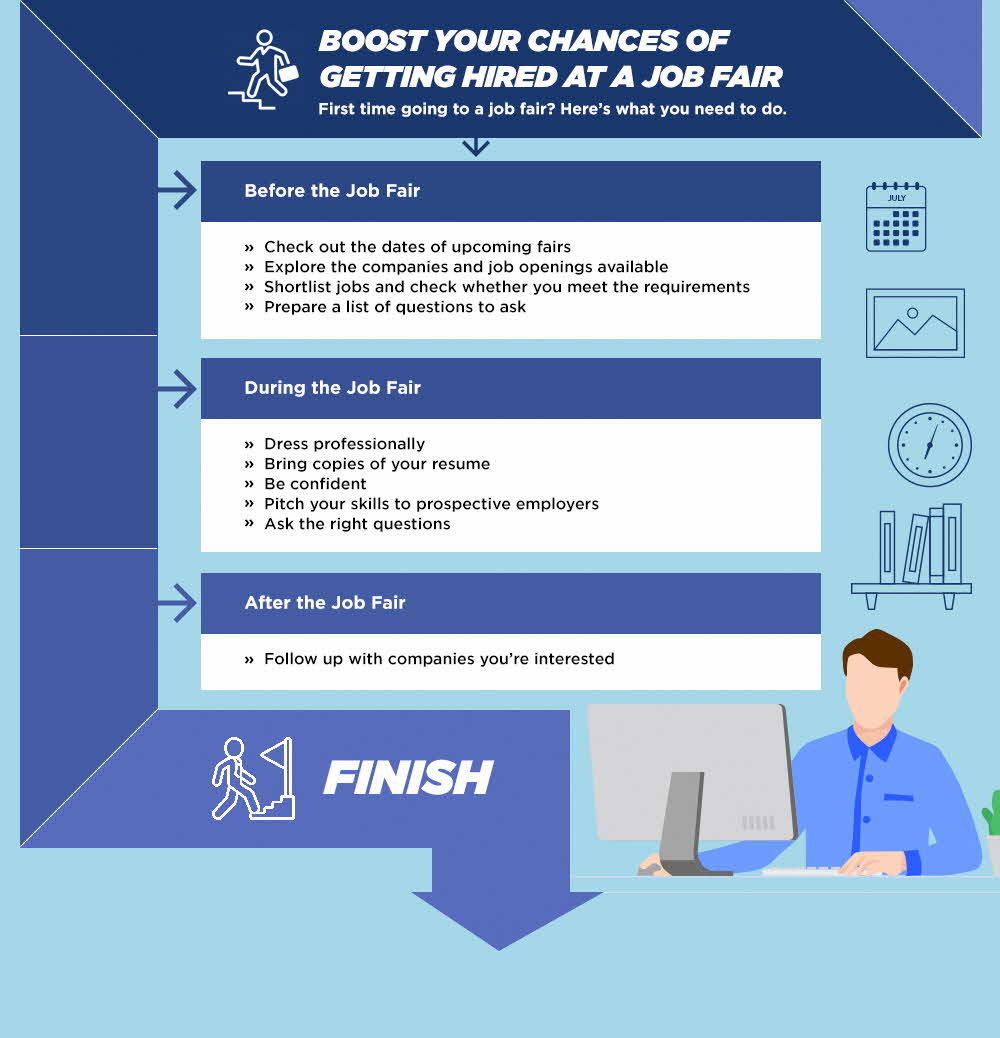 BOOST YOUR CHANCES OF
GETTING HIRED AT A JOB FAIR
First time going to a job fair? Here's what you need to do.
Before the Job Fair
» Check out the dates of upcoming fairs
» Explore the companies and job openings available
» Shortlist jobs and check whether you meet the requirements
» Prepare a list of questions to ask
JULY
During the Job Fair
» Dress professionally
» Bring copies of your resume
» Be confident
» Pitch your skills to prospective employers
» Ask the right questions
After the Job Fair
» Follow up with companies you're interested
FINISH